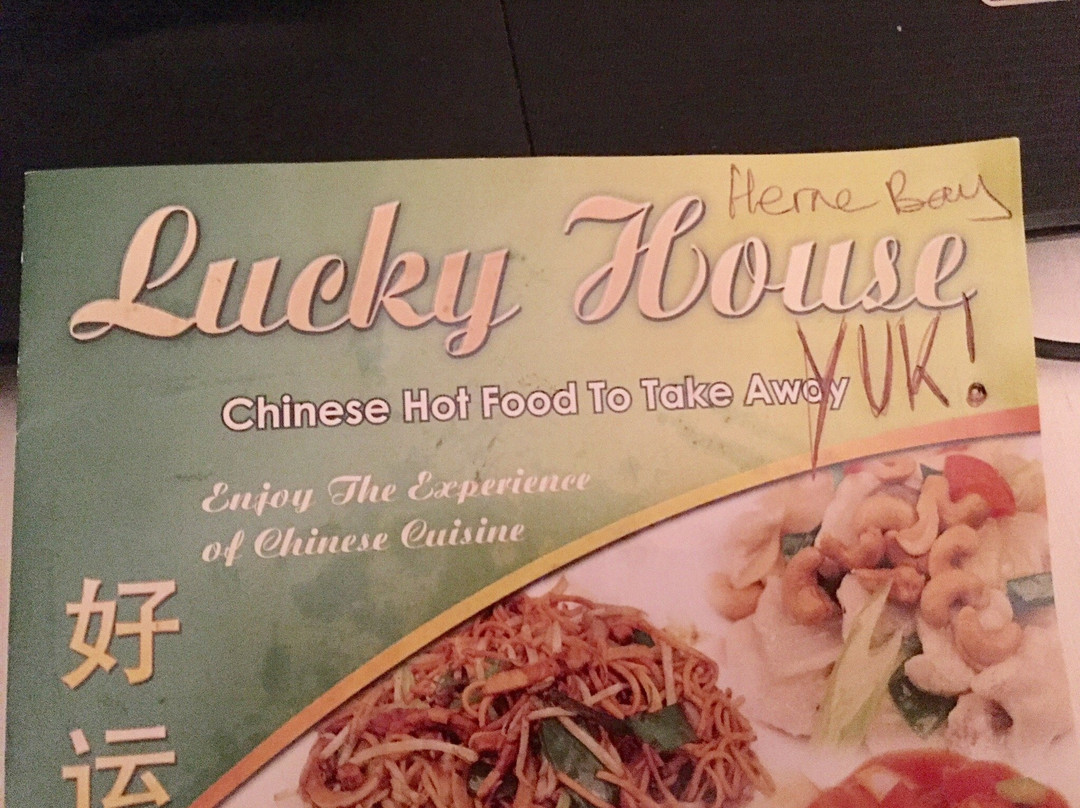 Herne Bay
Lucky House
YUK!
Chinese Hot Food To Take Away
Enjoy The Experience
of Chinese Cuisine
好
运